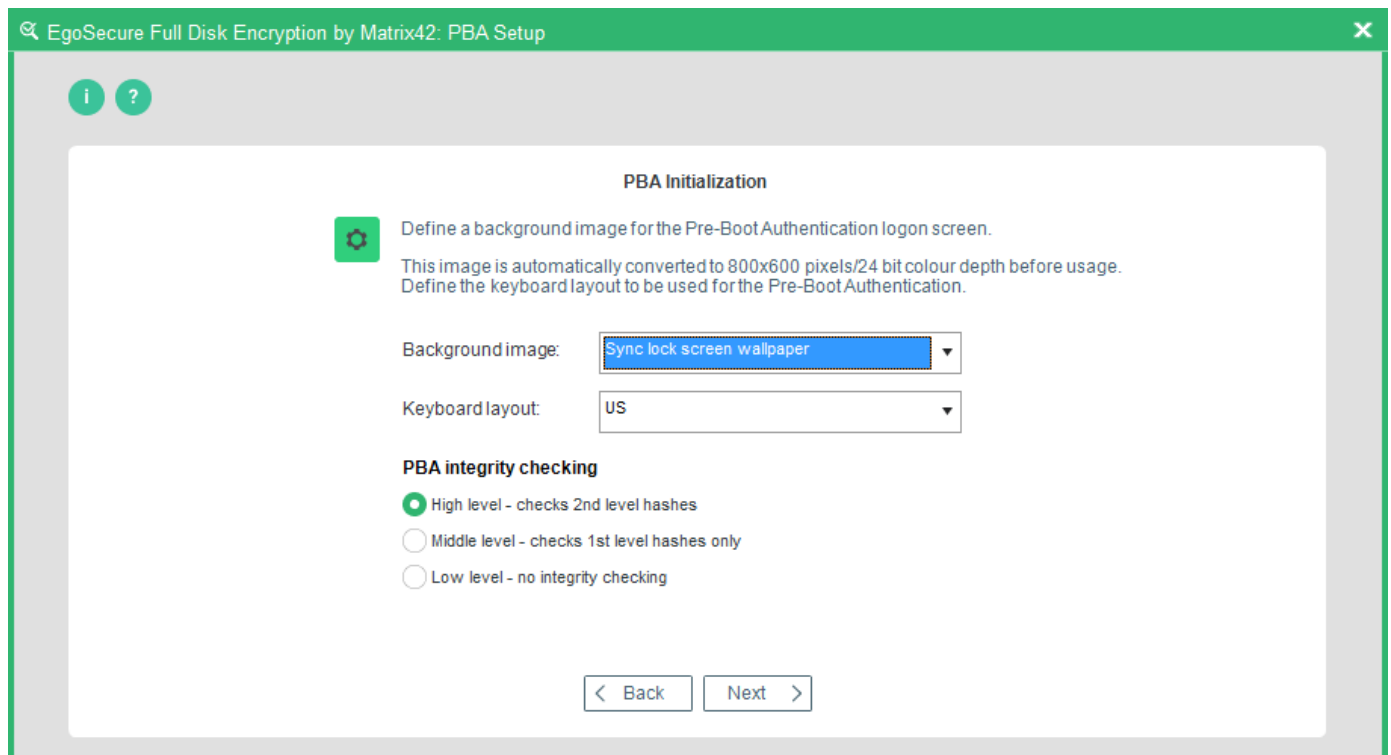 EgoSecure Full Disk Encryption by Matrix42: PBA Setup
i ?
PBA Initialization
Define a background image for the Pre-Boot Authentication logon screen.
This image is automatically converted to 800x600 pixels/24 bit colour depth before usage.
Define the keyboard layout to be used for the Pre-Boot Authentication.
Background image: Sync lock screen wallpaper
Keyboard layout: US
PBA integrity checking
High level - checks 2nd level hashes
Middle level - checks 1st level hashes only
Low level - no integrity checking
Back Next